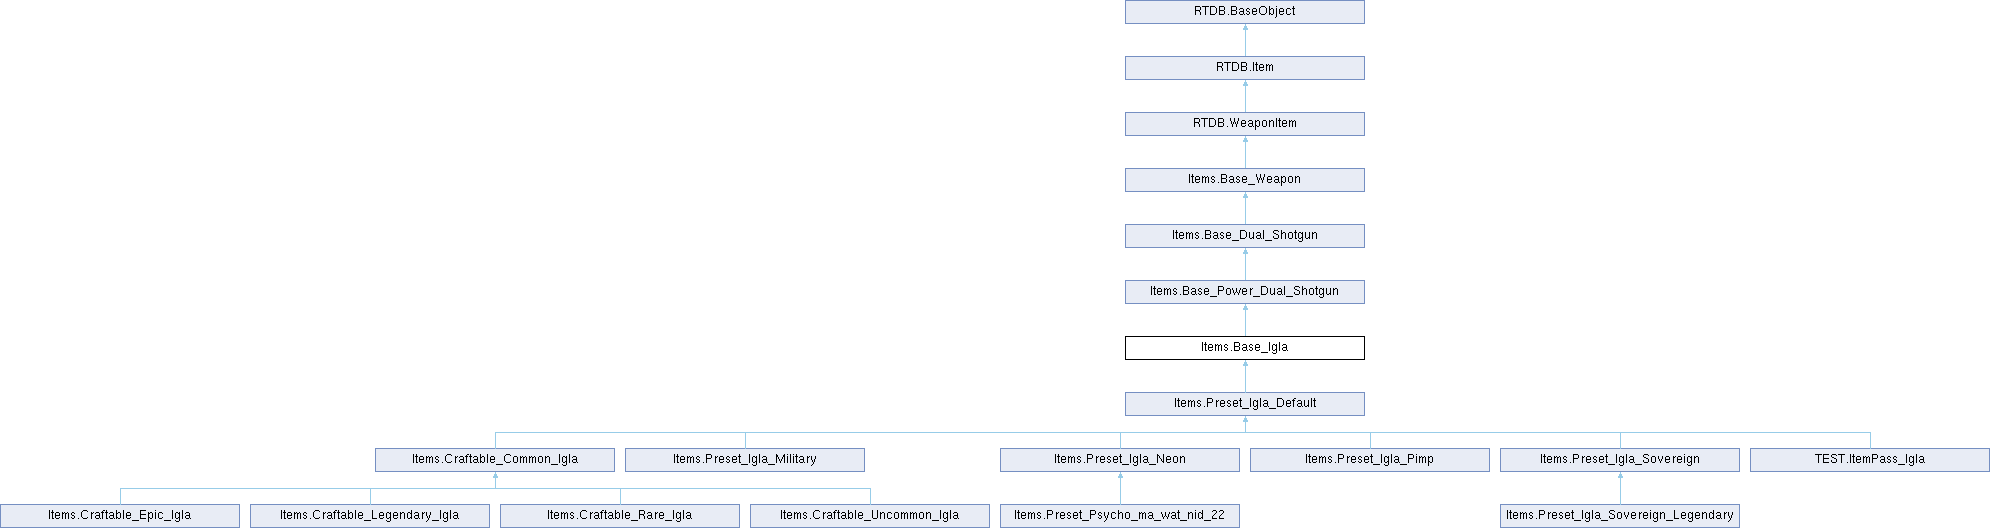 RTDB.BaseObject
RTDB.Item
RTDB.WeaponItem
Items.Base_Weapon
Items.Base_Dual_Shotgun
Items.Base_Power_Dual_Shotgun
Items.Base_Igla
Items.Preset_Igla_Default
Items.Craftable_Common_Igla
Items.Preset_Igla_Military
Items.Preset_Igla_Neon
Items.Preset_Igla_Pimp
Items.Preset_Igla_Sovereign
TEST.ItemPass_Igla
Items.Craftable_Epic_Igla
Items.Craftable_Legendary_Igla
Items.Craftable_Rare_Igla
Items.Craftable_Uncommon_Igla
Items.Preset_Psycho_ma_wat_nid_22
Items.Preset_Igla_Sovereign_Legendary